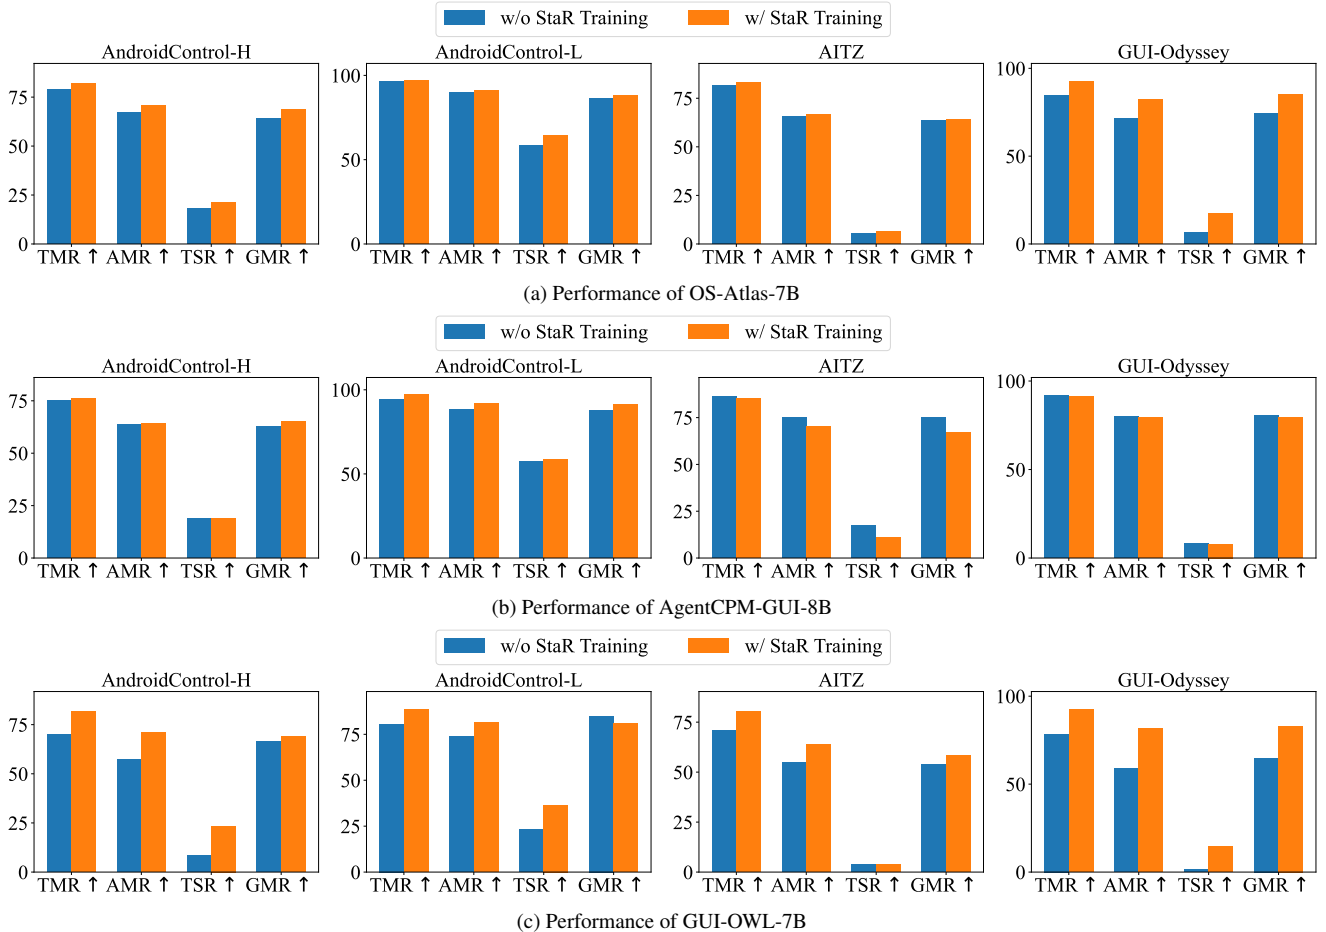 w/o StaR Training w/ StaR Training
AndroidControl-H AndroidControl-L AITZ GUI-Odyssey
75 100 75 100
50 50 50 50
25 25
0 0 0 0
TMR ↑ AMR ↑ TSR ↑ GMR ↑ TMR ↑ AMR ↑ TSR ↑ GMR ↑ TMR ↑ AMR ↑ TSR ↑ GMR ↑ TMR ↑ AMR ↑ TSR ↑ GMR ↑
(a) Performance of OS-Atlas-7B
w/o StaR Training w/ StaR Training
AndroidControl-H AndroidControl-L AITZ GUI-Odyssey
75 100 75 100
50 50 50 50
25 25
0 0 0 0
TMR ↑ AMR ↑ TSR ↑ GMR ↑ TMR ↑ AMR ↑ TSR ↑ GMR ↑ TMR ↑ AMR ↑ TSR ↑ GMR ↑ TMR ↑ AMR ↑ TSR ↑ GMR ↑
(b) Performance of AgentCPM-GUI-8B
w/o StaR Training w/ StaR Training
AndroidControl-H AndroidControl-L AITZ GUI-Odyssey
75 75 75 100
50 50 50 50
25 25 25
0 0 0 0
TMR ↑ AMR ↑ TSR ↑ GMR ↑ TMR ↑ AMR ↑ TSR ↑ GMR ↑ TMR ↑ AMR ↑ TSR ↑ GMR ↑ TMR ↑ AMR ↑ TSR ↑ GMR ↑
(c) Performance of GUI-OWL-7B